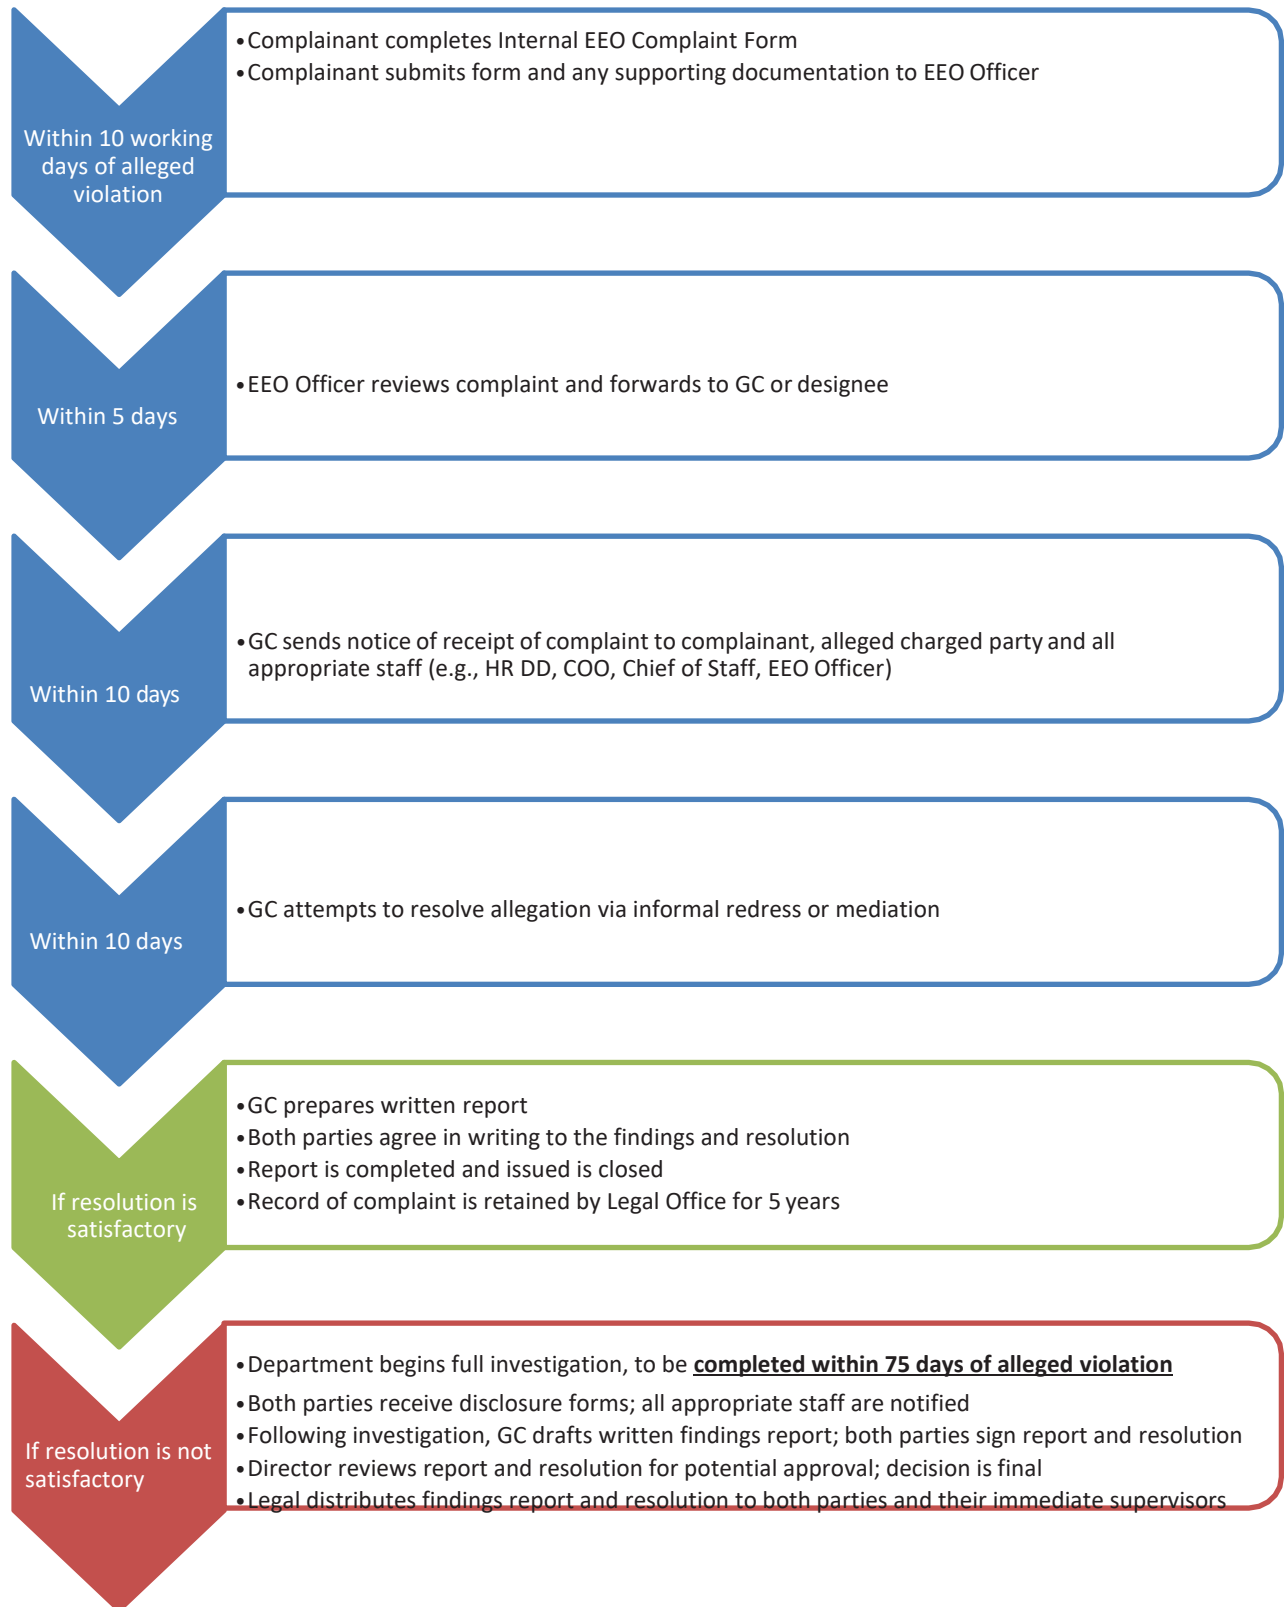 Within 10 working
days of alleged
violation
•Complainant completes Internal EEO Complaint Form
•Complainant submits form and any supporting documentation to EEO Officer
Within 5 days
•EEO Officer reviews complaint and forwards to GC or designee
Within 10 days
•GC sends notice of receipt of complaint to complainant, alleged charged party and all
appropriate staff (e.g., HR DD, COO, Chief of Staff, EEO Officer)
Within 10 days
•GC attempts to resolve allegation via informal redress or mediation
If resolution is
satisfactory
•GC prepares written report
•Both parties agree in writing to the findings and resolution
•Report is completed and issued is closed
•Record of complaint is retained by Legal Office for 5 years
If resolution is not
satisfactory
•Department begins full investigation, to be completed within 75 days of alleged violation
•Both parties receive disclosure forms; all appropriate staff are notified
•Following investigation, GC drafts written findings report; both parties sign report and resolution
•Director reviews report and resolution for potential approval; decision is final
•Legal distributes findings report and resolution to both parties and their immediate supervisors